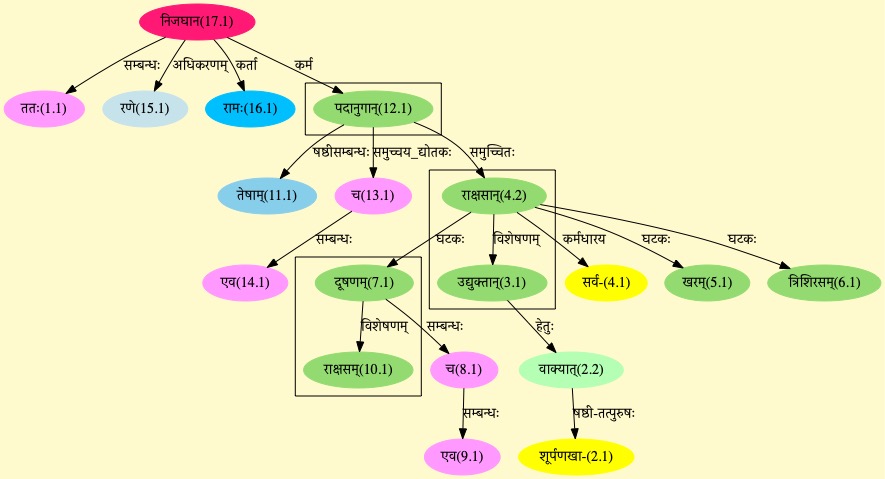 निजघान(17.1)
सम्बन्धः अधिकरणम् कर्ता कर्म
ततः(1.1) रणे(15.1) रामः(16.1) पदानुगान्(12.1)
षष्ठीसम्बन्धः समुच्चय_द्योतकः समुच्चितः
तेषाम्(11.1) च(13.1) राक्षसान्(4.2)
सम्बन्धः घटकः विशेषणम् कर्मधारय घटकः घटकः
एव(14.1) दूषणम्(7.1) उद्युक्तान्(3.1) सर्व-(4.1) खरम्(5.1) त्रिशिरसम्(6.1)
विशेषणम् सम्बन्धः हेतुः
राक्षसम्(10.1) च(8.1) वाक्यात्(2.2)
सम्बन्धः षष्ठी-तत्पुरुषः
एव(9.1) शूर्पणखा-(2.1)